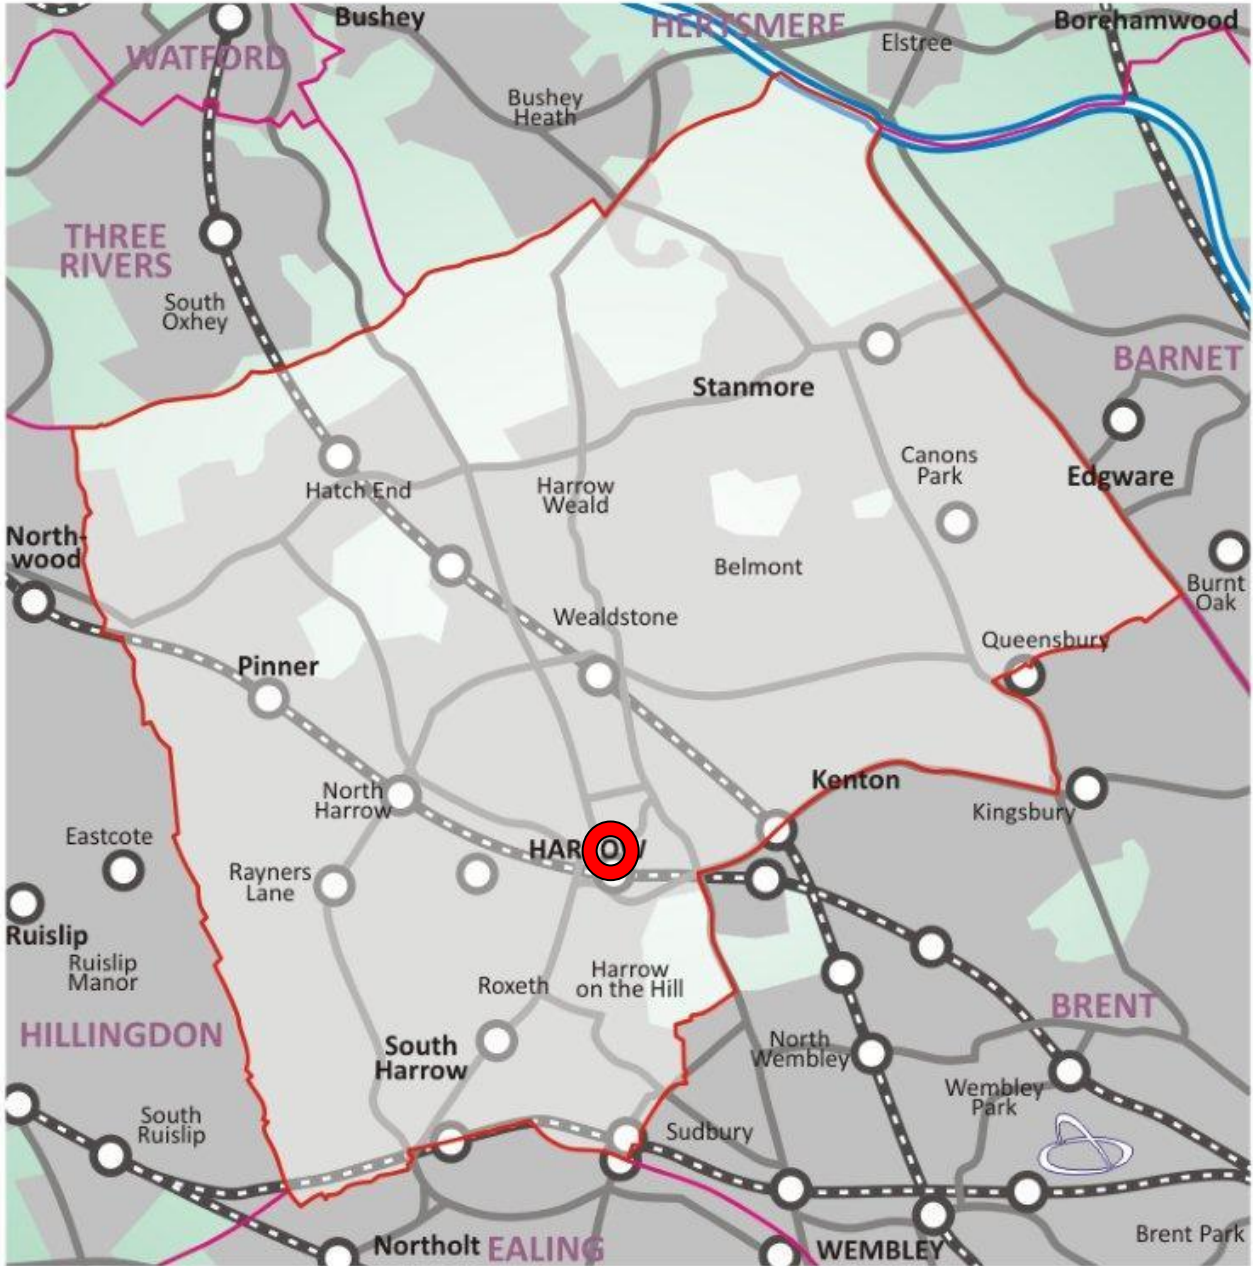 Bushey
HERTSMERE
Borehamwood
Elstree
WATFORD
Bushey
Heath
THREE
RIVERS
South
Oxhey
BARNET
Stanmore
Canons
Park
Edgware
Hatch End
Harrow
Weald
North-
wood
Belmont
Burnt
Oak
Wealdstone
Queensbury
Pinner
Kenton
North
Harrow
Kingsbury
Eastcote
HARROW
Rayners
Lane
Ruislip
Ruislip
Manor
Roxeth
Harrow
on the Hill
BRENT
HILLINGDON
South
Harrow
North
Wembley
Wembley
Park
South
Ruislip
Sudbury
Brent Park
Northolt
EALING
WEMBLEY